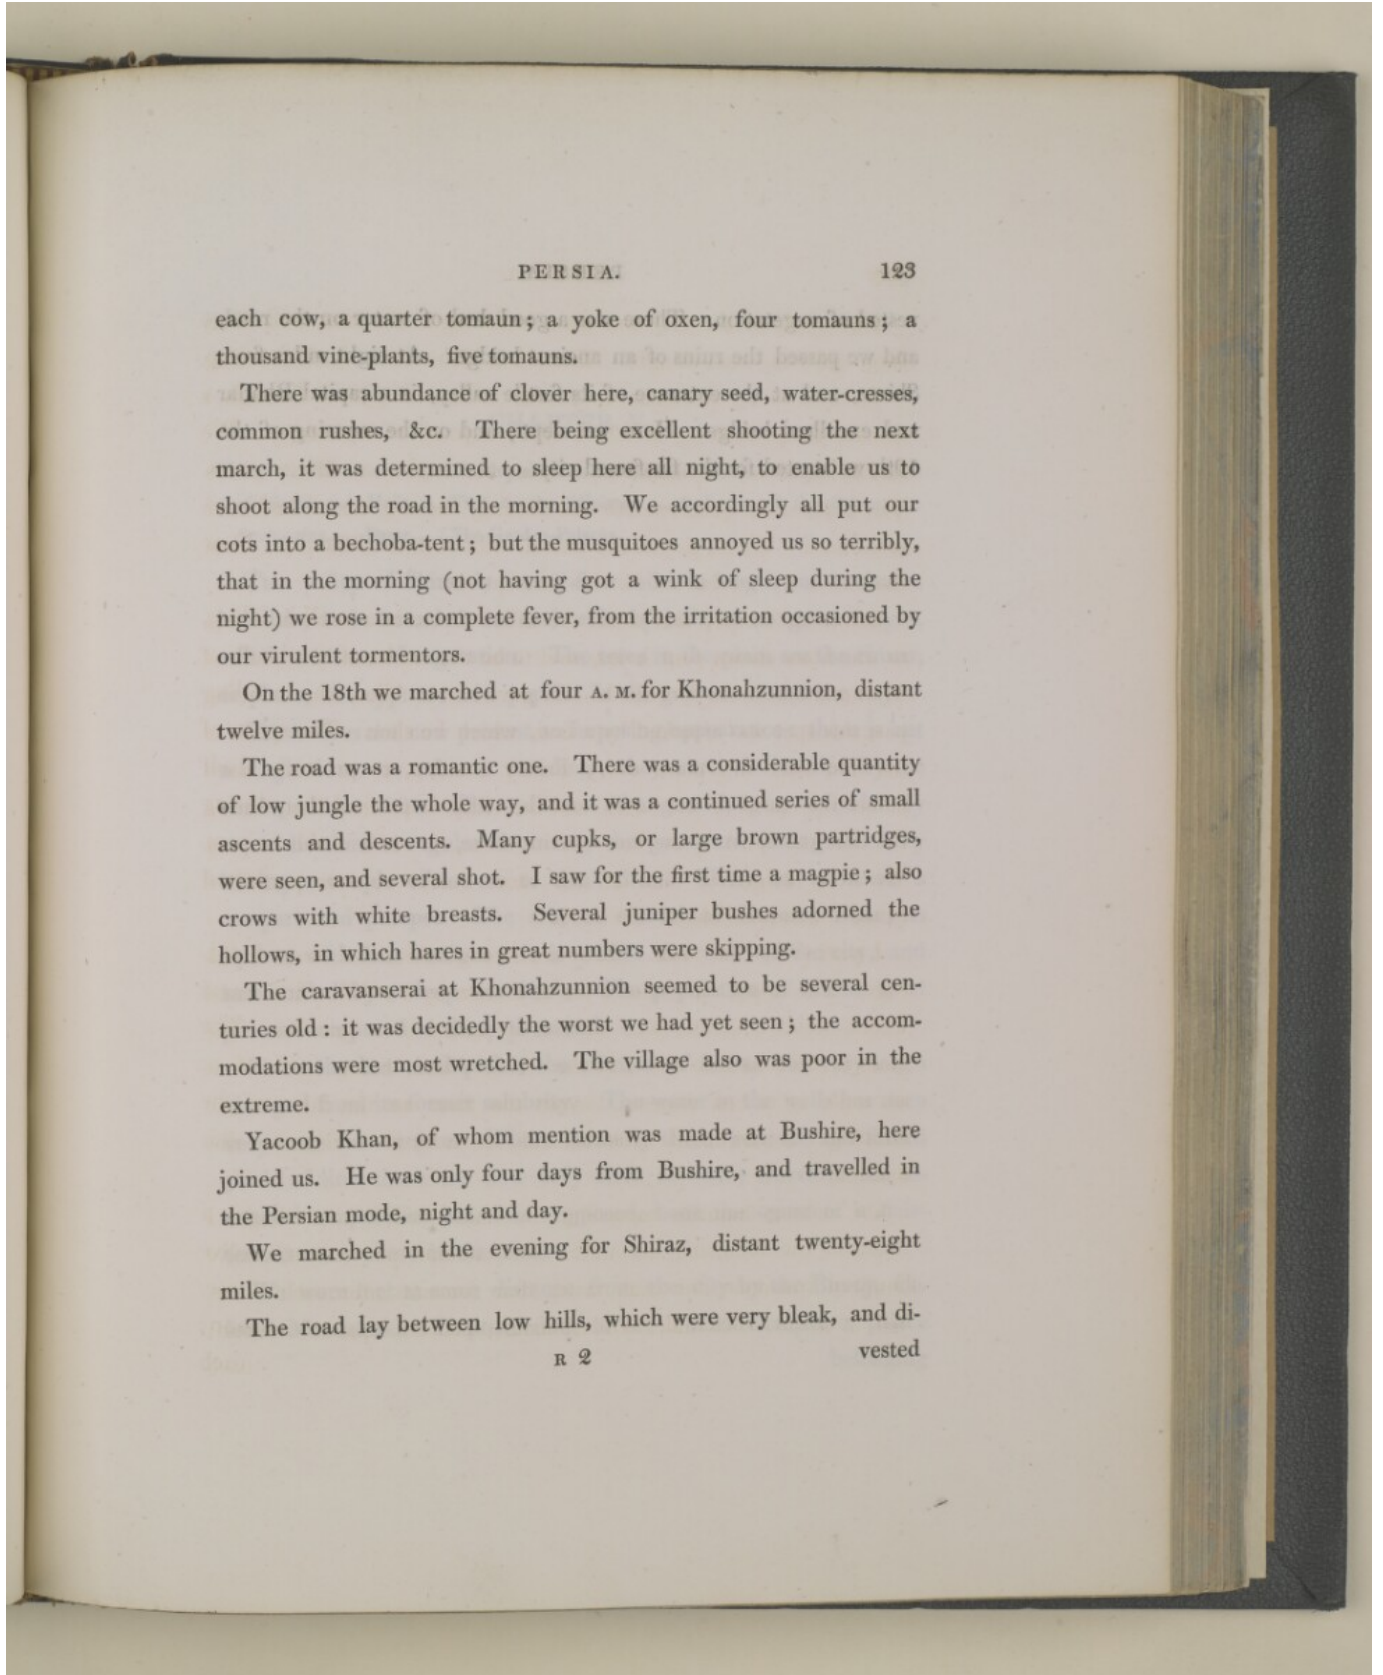 PERSIA. 123
each cow, a quarter tomaun; a yoke of oxen, four tomauns; a
thousand vine-plants, five tomauns.
There was abundance of clover here, canary seed, water-cresses,
common rushes, &c. There being excellent shooting the next
march, it was determined to sleep here all night, to enable us to
shoot along the road in the morning. We accordingly all put our
cots into a bechoba-tent; but the musquitoes annoyed us so terribly,
that in the morning (not having got a wink of sleep during the
night) we rose in a complete fever, from the irritation occasioned by
our virulent tormentors.
On the 18th we marched at four A. M. for Khonahzunnion, distant
twelve miles.
The road was a romantic one. There was a considerable quantity
of low jungle the whole way, and it was a continued series of small
ascents and descents. Many cupks, or large brown partridges,
were seen, and several shot. I saw for the first time a magpie; also
crows with white breasts. Several juniper bushes adorned the
hollows, in which hares in great numbers were skipping.
The caravanserai at Khonahzunnion seemed to be several cen-
turies old: it was decidedly the worst we had yet seen; the accom-
modations were most wretched. The village also was poor in the
extreme.
Yacoob Khan, of whom mention was made at Bushire, here
joined us. He was only four days from Bushire, and travelled in
the Persian mode, night and day.
We marched in the evening for Shiraz, distant twenty-eight
miles.
The road lay between low hills, which were very bleak, and di-
R 2 vested